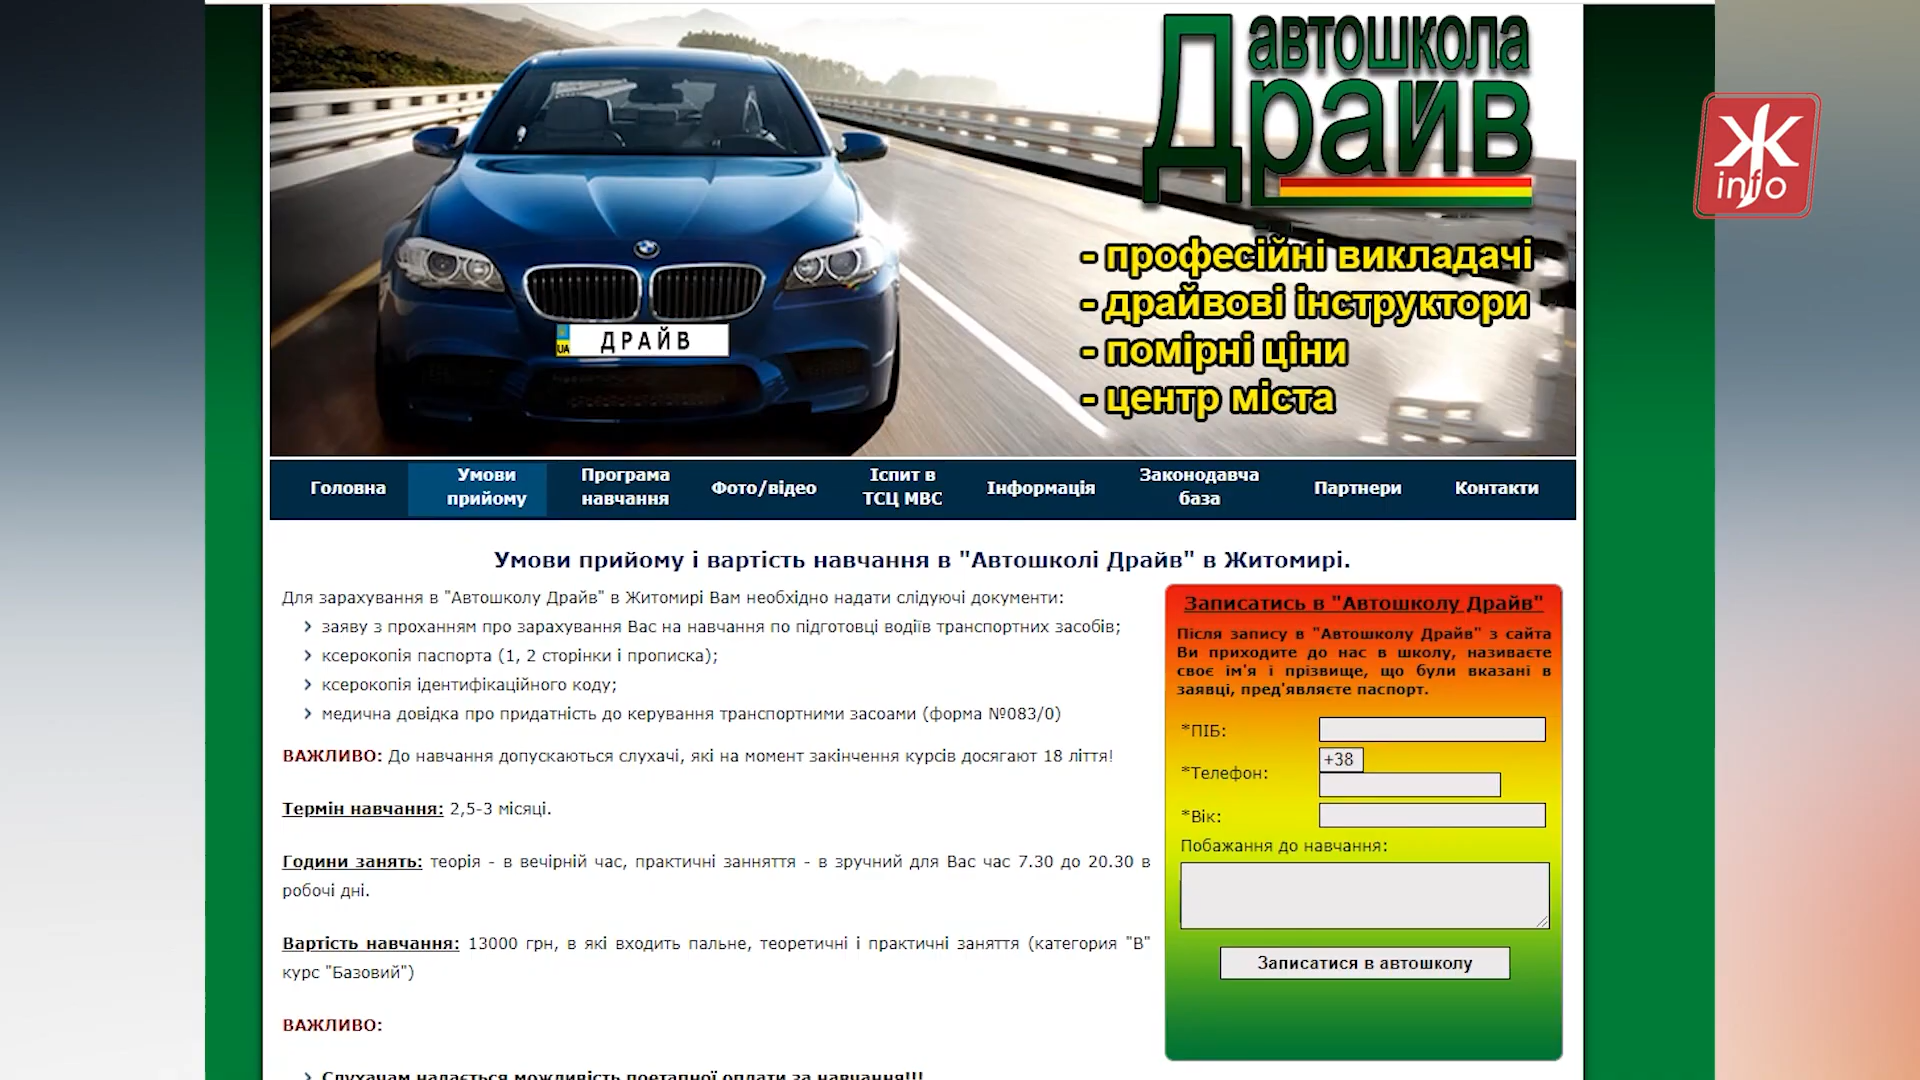 автошкола
Драйв
- професійні викладачі
- драйвові інструктори
- помірні ціни
- центр міста
UA ДРАЙВ
Ж
info
Головна
Умови
прийому
Програма
навчання
Фото/відео
Іспит в
ТСЦ МВС
Інформація
Законодавча
база
Партнери
Контакти
Умови прийому і вартість навчання в "Автошколі Драйв" в Житомирі.
Для зарахування в "Автошколу Драйв" в Житомирі Вам необхідно надати слідуючі документи:
заяву з проханням про зарахування Вас на навчання по підготовці водіїв транспортних засобів;
ксерокопія паспорта (1, 2 сторінки і прописка);
ксерокопія ідентифікаційного коду;
медична довідка про придатність до керування транспортними засоами (форма №083/0)
ВАЖЛИВО: До навчання допускаються слухачі, які на момент закінчення курсів досягают 18 ліття!
Термін навчання: 2,5-3 місяці.
Години занять: теорія - в вечірній час, практичні занняття - в зручний для Вас час 7.30 до 20.30 в
робочі дні.
Вартість навчання: 13000 грн, в які входить пальне, теоретичні і практичні заняття (категория "В"
курс "Базовий")
ВАЖЛИВО:
Слухачам надається можливість поетапної оплати за навчання!!!
Записатись в "Автошколу Драйв"
Після запису в "Автошколу Драйв" з сайта
Ви приходите до нас в школу, називаєте
своє ім'я і прізвище, що були вказані в
заявці, пред'являєте паспорт.
*ПІБ:
+38
*Телефон:
*Вік:
Побажання до навчання:
Записатися в автошколу